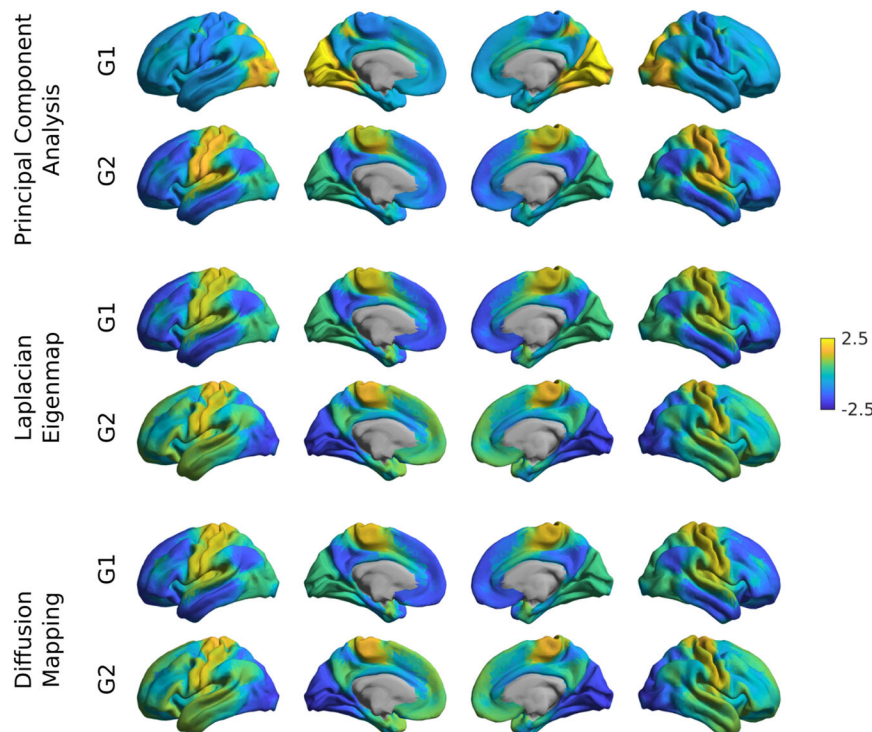 Principal Component
Analysis
G1
G2
Laplacian
Eigenmap
G1
G2
2.5
-2.5
Diffusion
Mapping
G1
G2